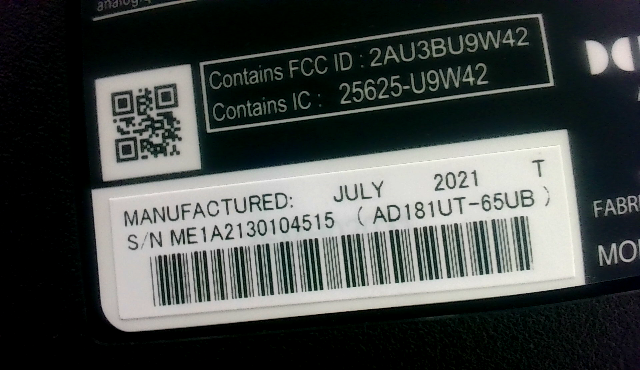 Contains FCC ID : 2AU3BU9W42
Contains IC : 25625-U9W42
MANUFACTURED: JULY 2021 T
S/N ME1A2130104515 ( AD181UT-65UB )